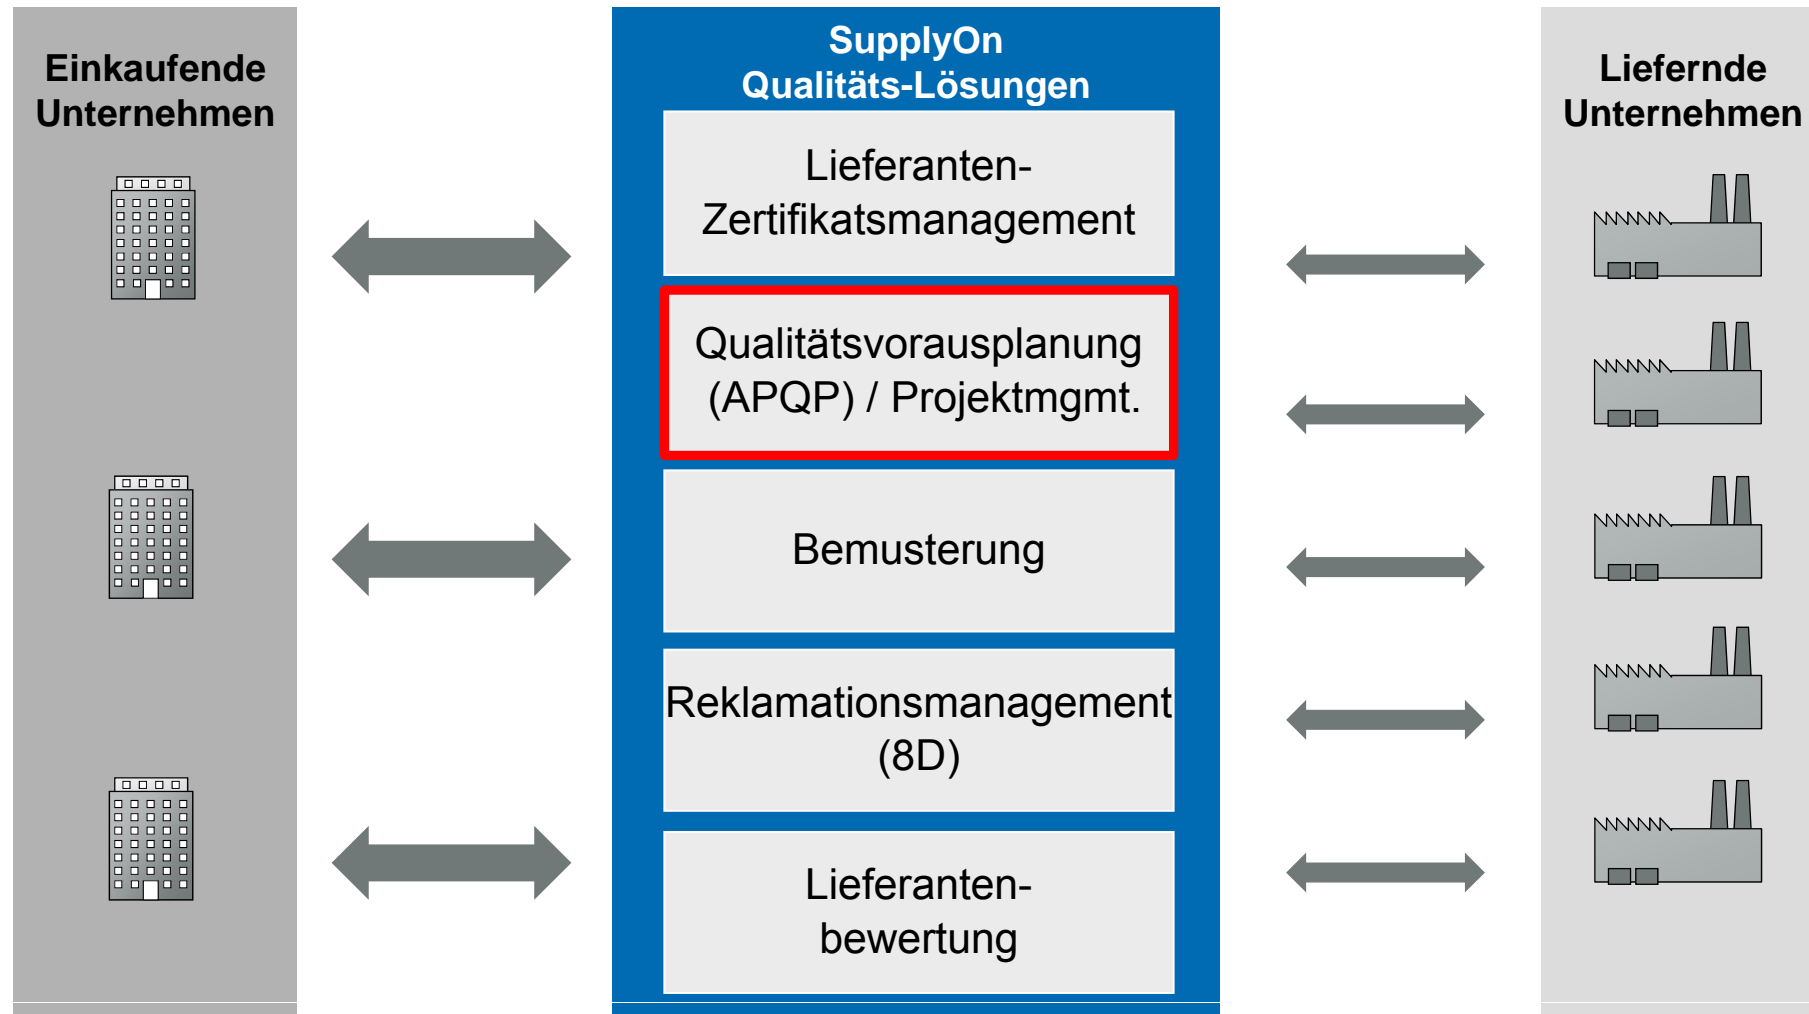 Einkaufende
Unternehmen
SupplyOn
Qualitäts-Lösungen
Lieferanten-
Zertifikatsmanagement
Qualitätsvorausplanung
(APQP) / Projektmgmt.
Bemusterung
Reklamationsmanagement
(8D)
Lieferanten-
bewertung
Liefernde
Unternehmen